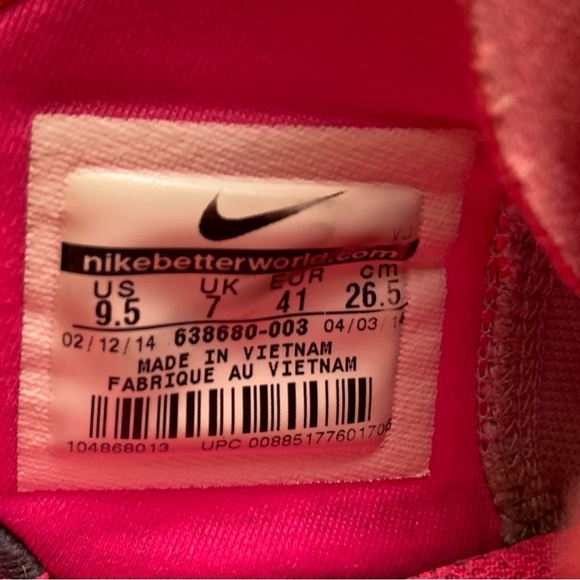 VJ
nikebetterworld.com
US UK EUR cm
9.5 7 41 26.5
02/12/14 638680-003 04/03/
MADE IN VIETNAM
FABRIQUE AU VIETNAM
104868013 UPC 00885177601706